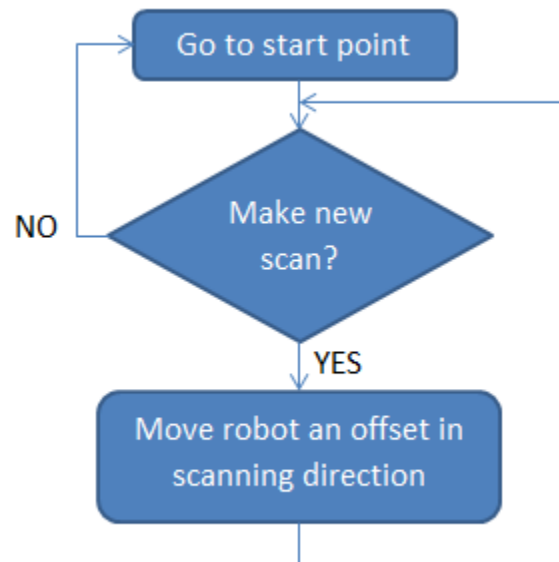 Go to start point
Make new
scan?
NO
YES
Move robot an offset in
scanning direction